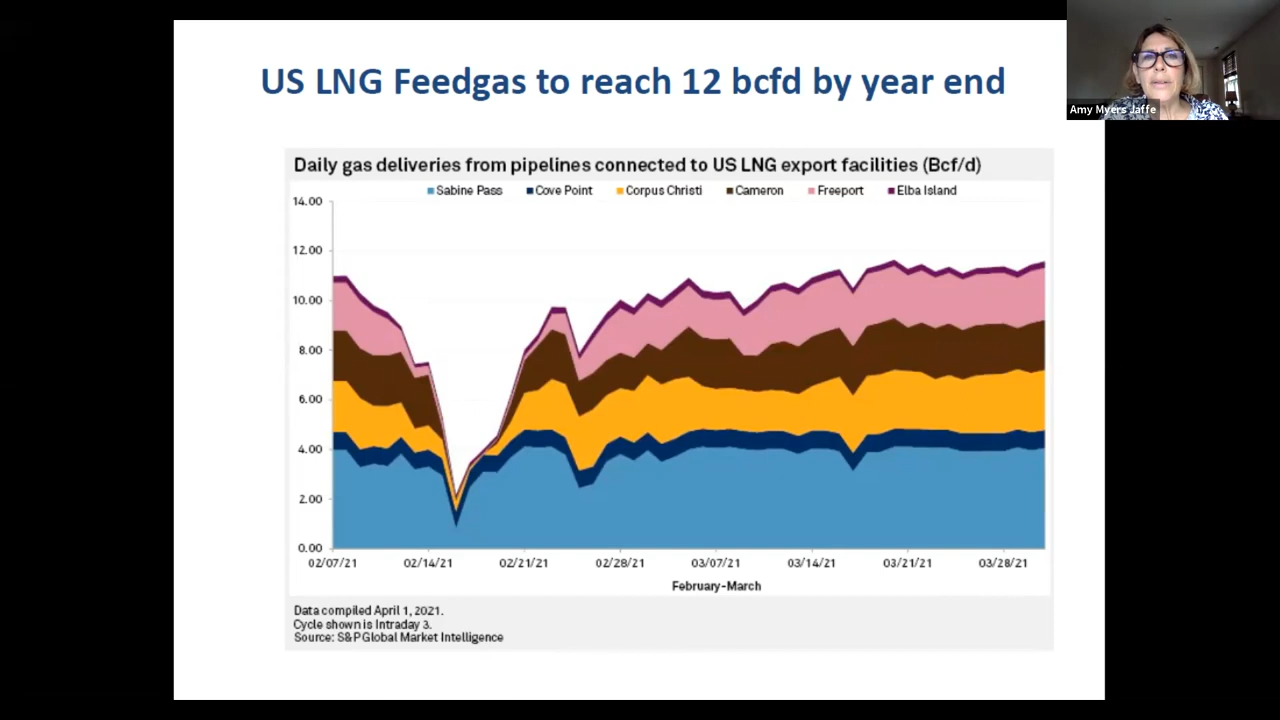 US LNG Feedgas to reach 12 bcfd by year end
Amy Myers Jaffe
Daily gas deliveries from pipelines connected to US LNG export facilities (Bcf/d)
Sabine Pass Cove Point Corpus Christi Cameron Freeport Elba Island
14.00
12.00
10.00
8.00
6.00
4.00
2.00
0.00
02/07/21 02/14/21 02/21/21 02/28/21 03/07/21 03/14/21 03/21/21 03/28/21
February-March
Data compiled April 1, 2021.
Cycle shown is Intraday 3.
Source: S&P Global Market Intelligence